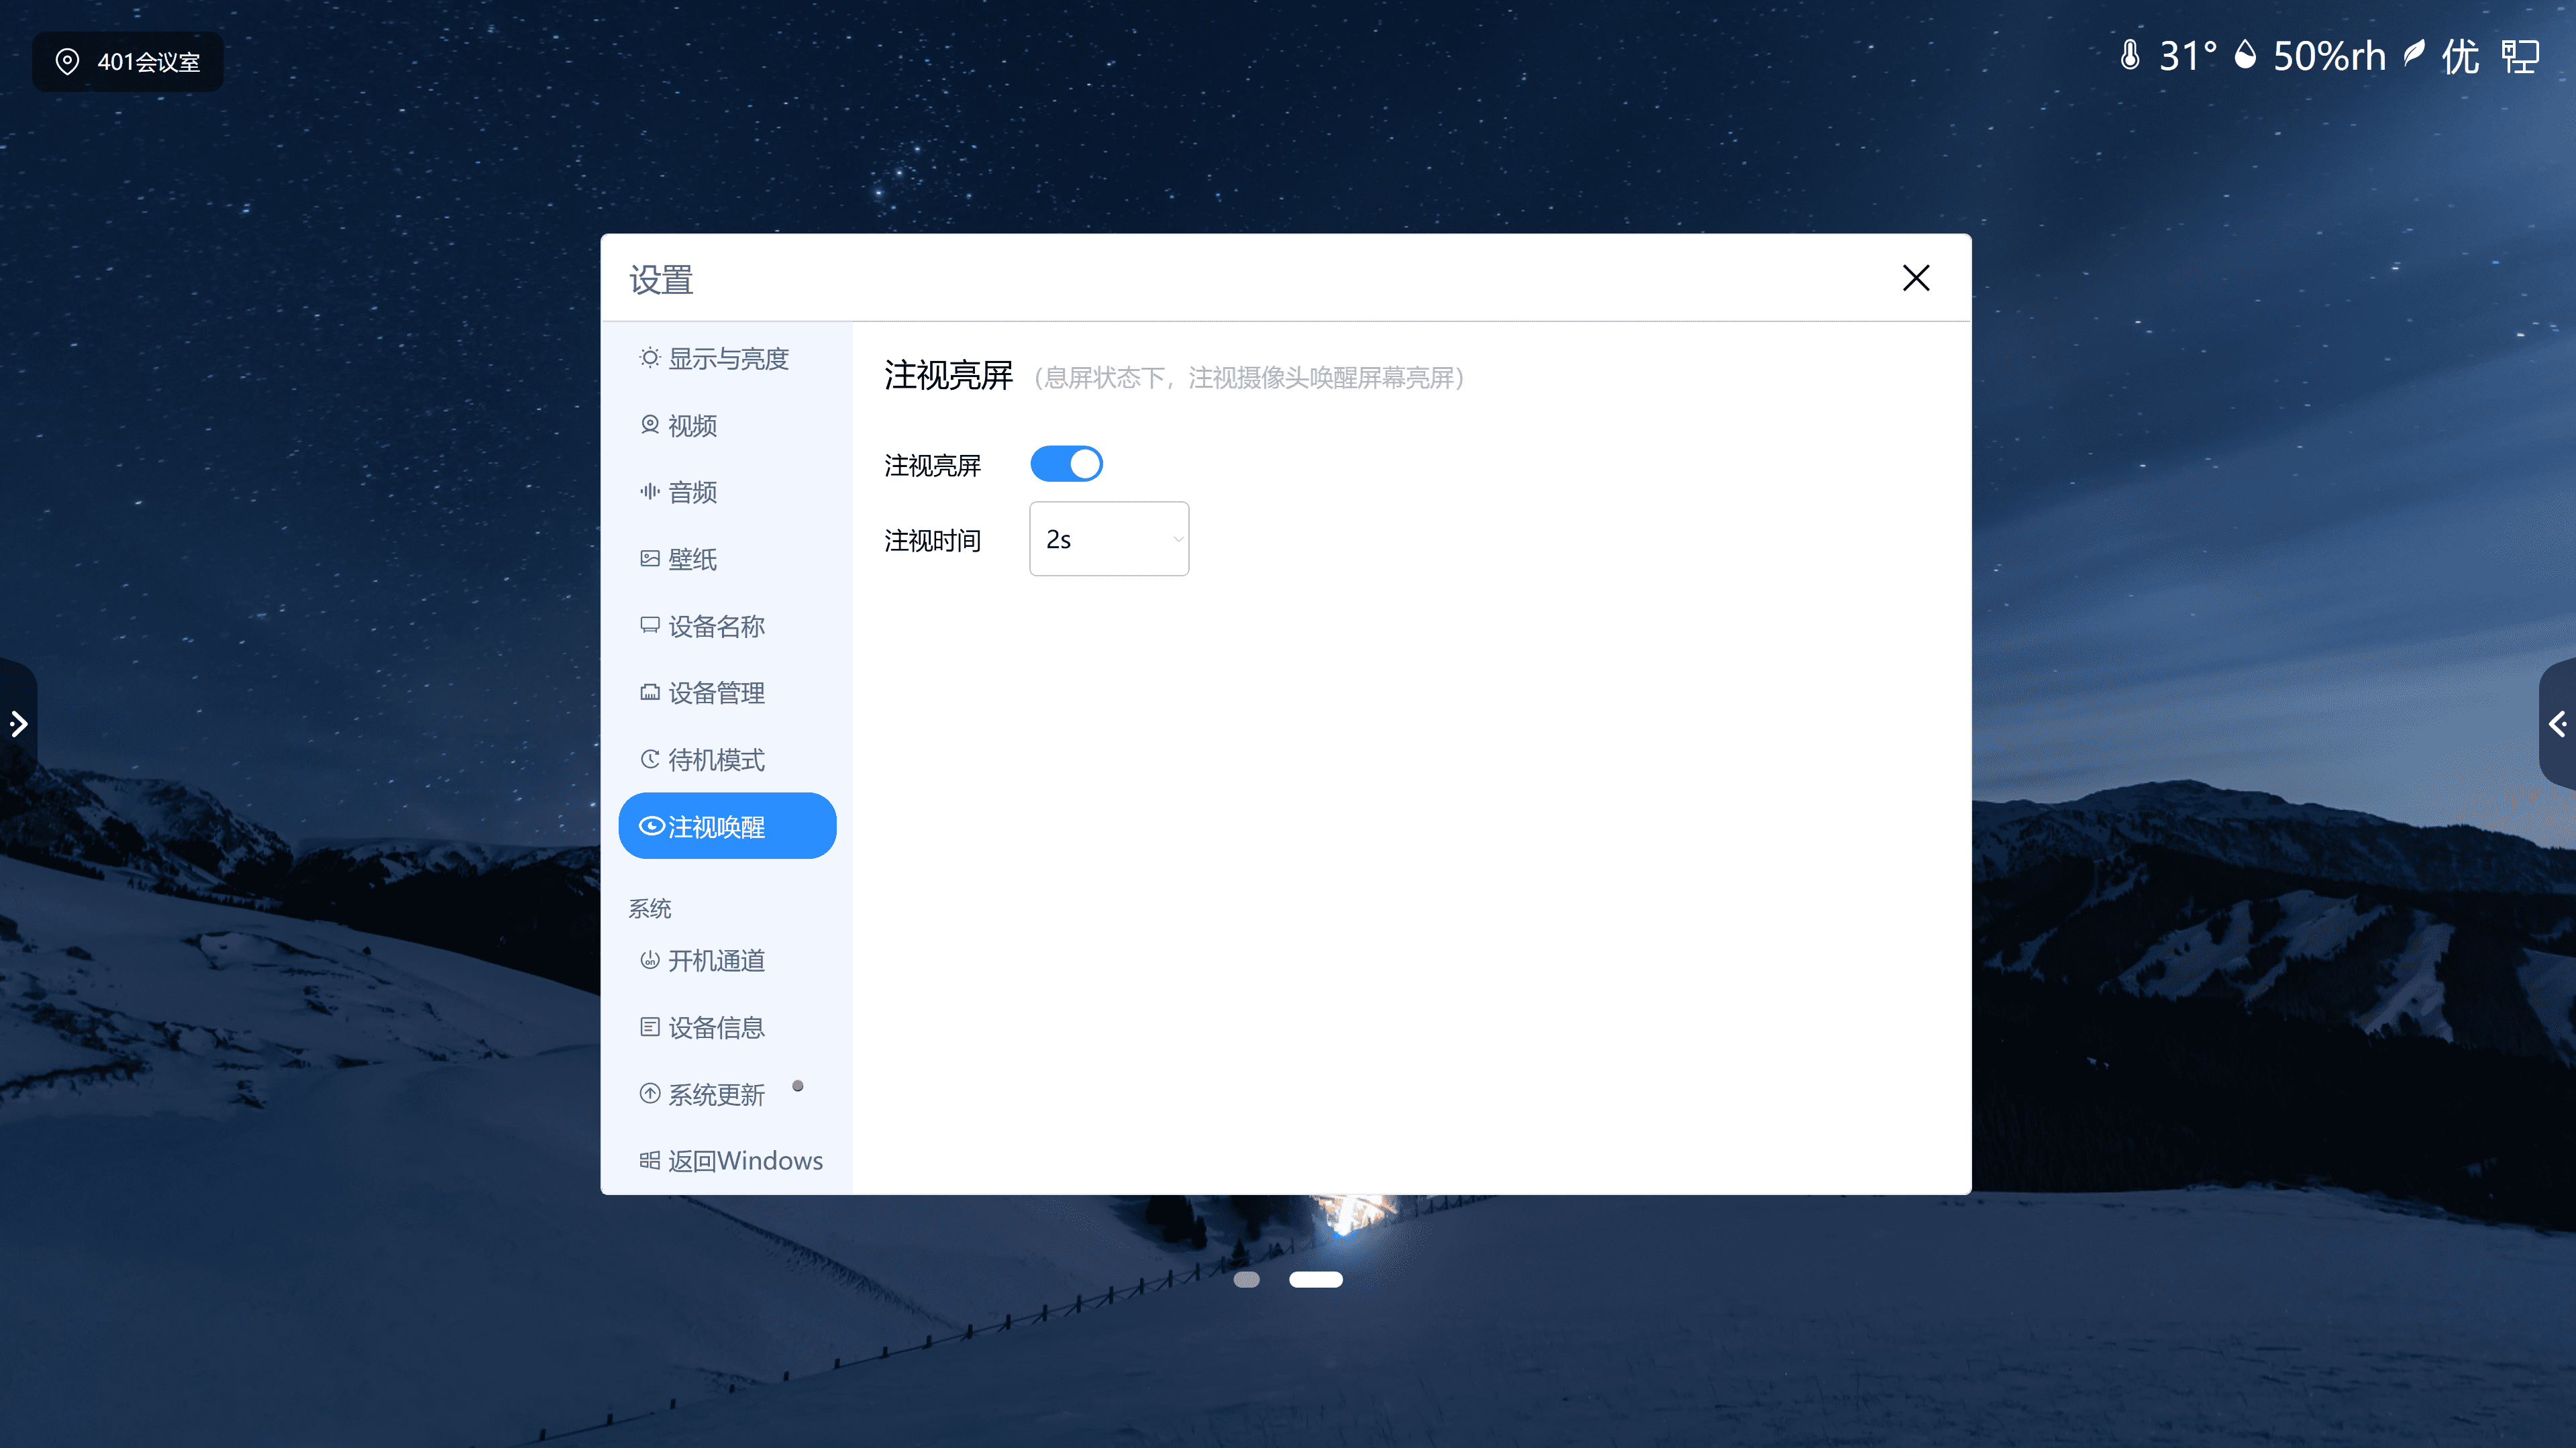 401会议室
31° 50%rh 优
设置
显示与亮度
视频
音频
壁纸
设备名称
设备管理
待机模式
注视唤醒
系统
开机通道
设备信息
系统更新
返回Windows
注视亮屏 (息屏状态下，注视摄像头唤醒屏幕亮屏)
注视亮屏
注视时间 2s